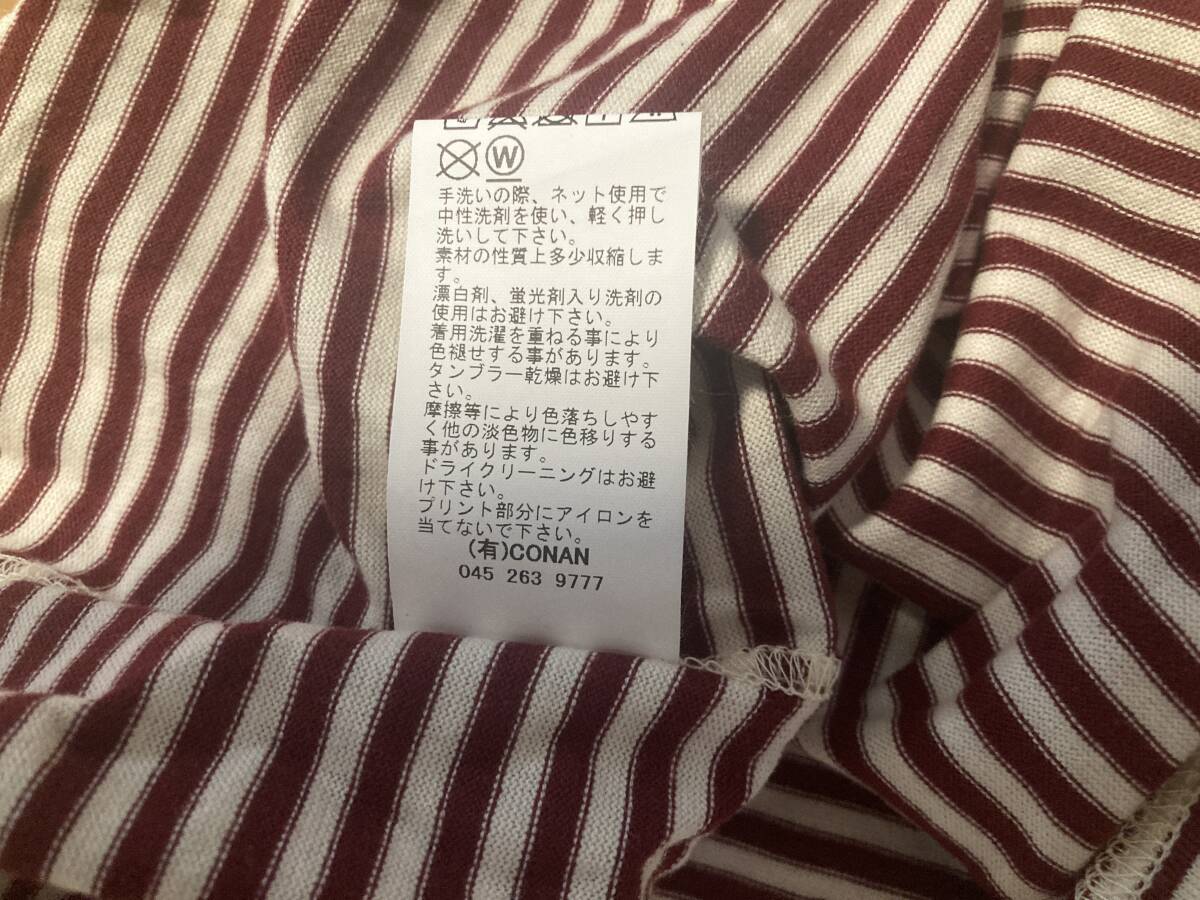 W
手洗いの際、ネット使用で
中性洗剤を使い、軽く押し
洗いして下さい。
素材の性質上多少収縮しま
す。
漂白剤、蛍光剤入り洗剤の
使用はお避け下さい。
着用洗濯を重ねる事により
色褪せする事があります。
タンブラー乾燥はお避け下
さい。
摩擦等により色落ちしやす
く他の淡色物に色移りする
事があります。
ドライクリーニングはお避
け下さい。
プリント部分にアイロンを
当てないで下さい。
(有)CONAN
045 263 9777